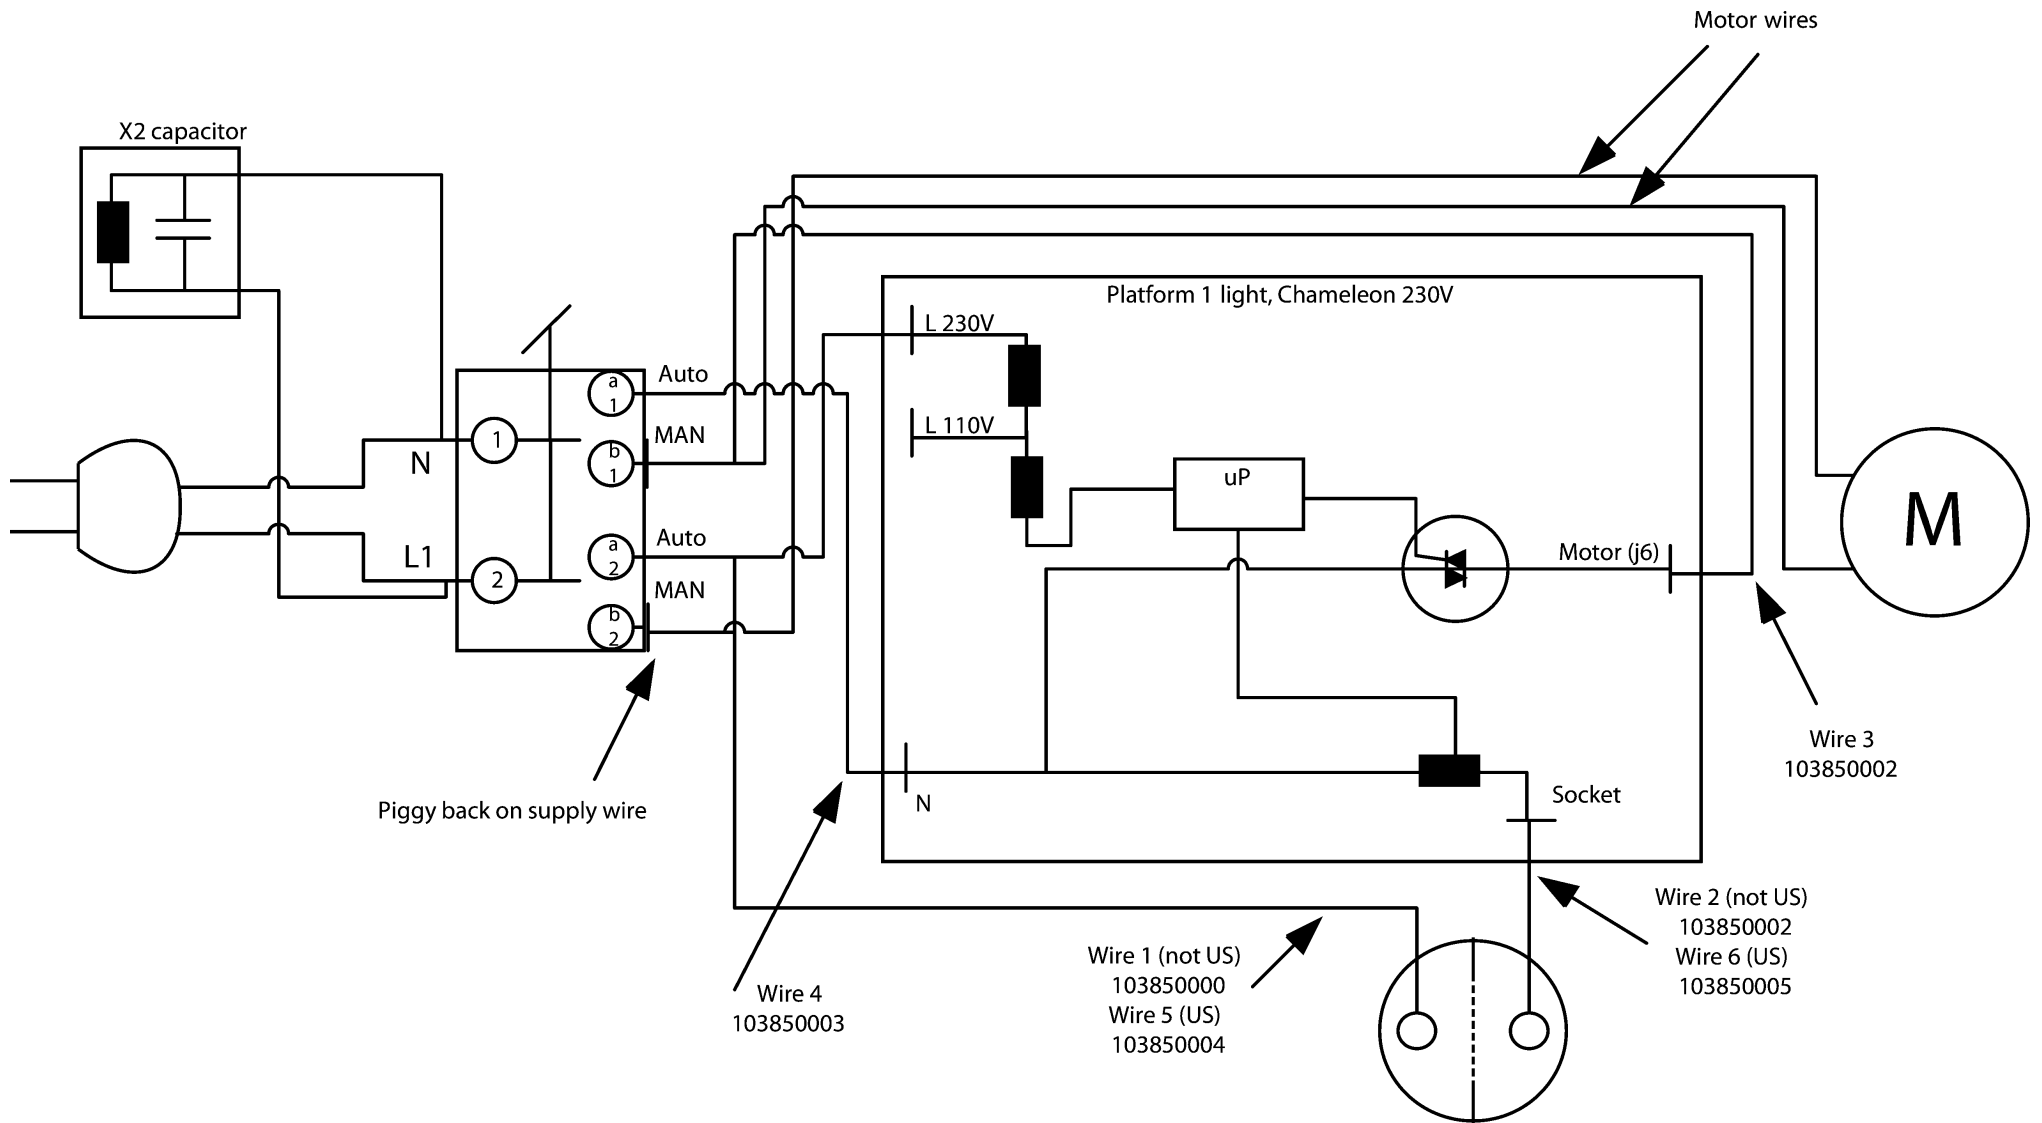 Motor wires
X2 capacitor
Platform 1 light, Chameleon 230V
L 230V
Auto
a
1
L 110V
MAN
1
N
b
1
uP
M
Auto
a
2
L1
2
Motor (j6)
MAN
b
2
Wire 3
103850002
Piggy back on supply wire
N
Socket
Wire 2 (not US)
103850002
Wire 6 (US)
103850005
Wire 1 (not US)
103850000
Wire 5 (US)
103850004
Wire 4
103850003